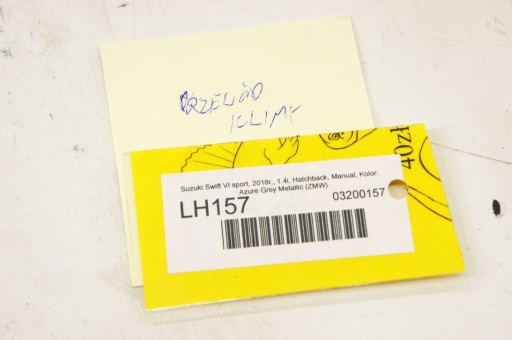 PRZEWÓD
KLIMY
40zł
Suzuki Swift VI sport, 2018r., 1.4i, Hatchback, Manual, Kolor:
Azure Grey Metallic (ZMW)
LH157
03200157